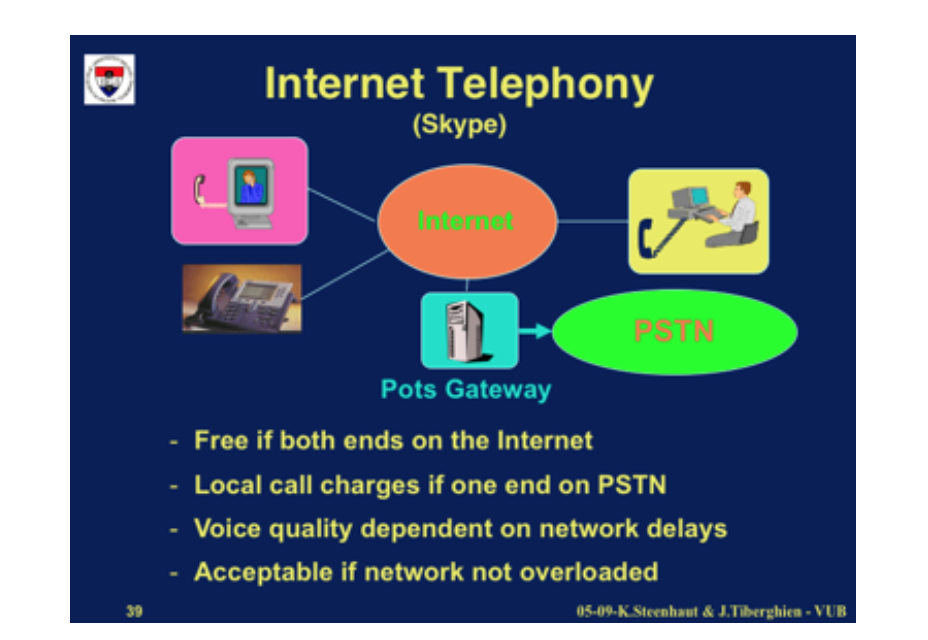 Internet Telephony
(Skype)
Internet
PSTN
Pots Gateway
- Free if both ends on the Internet
- Local call charges if one end on PSTN
- Voice quality dependent on network delays
- Acceptable if network not overloaded
39
05-09-K.Steenhaut & J.Tiberghien - VUB